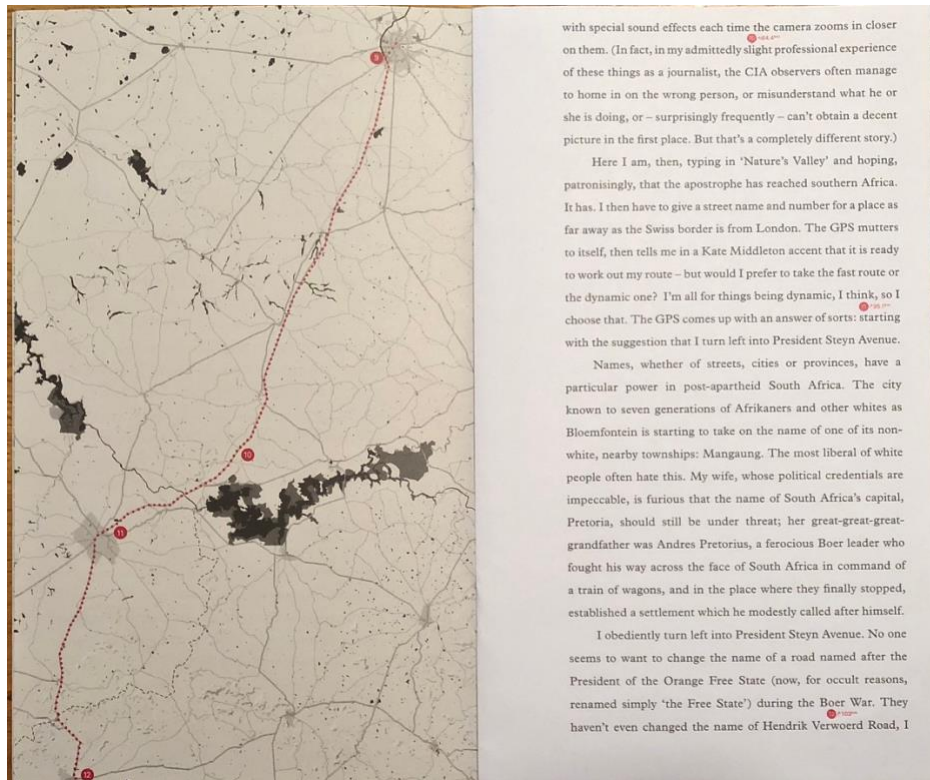 9
10
11
12
with special sound effects each time the camera zooms in closer
on them. (In fact, in my admittedly slight professional experience
of these things as a journalist, the CIA observers often manage
to home in on the wrong person, or misunderstand what he or
she is doing, or – surprisingly frequently – can't obtain a decent
picture in the first place. But that's a completely different story.)
Here I am, then, typing in 'Nature's Valley' and hoping,
patronisingly, that the apostrophe has reached southern Africa.
It has. I then have to give a street name and number for a place as
far away as the Swiss border is from London. The GPS mutters
to itself, then tells me in a Kate Middleton accent that it is ready
to work out my route – but would I prefer to take the fast route or
the dynamic one? I'm all for things being dynamic, I think, so I
choose that. The GPS comes up with an answer of sorts: starting
with the suggestion that I turn left into President Steyn Avenue.
Names, whether of streets, cities or provinces, have a
particular power in post-apartheid South Africa. The city
known to seven generations of Afrikaners and other whites as
Bloemfontein is starting to take on the name of one of its non-
white, nearby townships: Mangaung. The most liberal of white
people often hate this. My wife, whose political credentials are
impeccable, is furious that the name of South Africa's capital,
Pretoria, should still be under threat; her great-great-great-
grandfather was Andres Pretorius, a ferocious Boer leader who
fought his way across the face of South Africa in command of
a train of wagons, and in the place where they finally stopped,
established a settlement which he modestly called after himself.
I obediently turn left into President Steyn Avenue. No one
seems to want to change the name of a road named after the
President of the Orange Free State (now, for occult reasons,
renamed simply 'the Free State') during the Boer War. They
haven't even changed the name of Hendrik Verwoerd Road, I